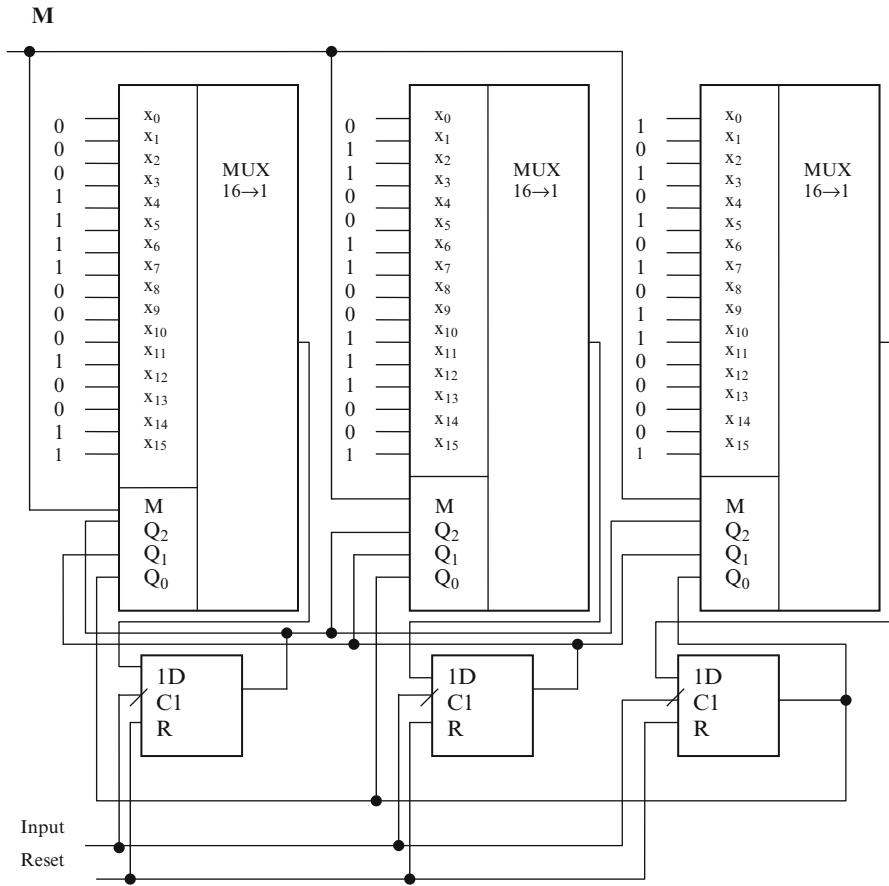 M
0
0
0
1
1
1
1
0
0
0
1
0
0
1
1
x₀
x₁
x₂
x₃
x₄
x₅
x₆
x₇
x₈
x₉
x₁₀
x₁₁
x₁₂
x₁₃
x₁₄
x₁₅
MUX
16→1
M
Q₂
Q₁
Q₀
0
1
1
0
0
1
1
0
0
1
1
1
0
0
1
x₀
x₁
x₂
x₃
x₄
x₅
x₆
x₇
x₈
x₉
x₁₀
x₁₁
x₁₂
x₁₃
x₁₄
x₁₅
MUX
16→1
M
Q₂
Q₁
Q₀
1
0
1
0
1
0
1
0
1
1
0
0
0
0
1
x₀
x₁
x₂
x₃
x₄
x₅
x₆
x₇
x₈
x₉
x₁₀
x₁₁
x₁₂
x₁₃
x₁₄
x₁₅
MUX
16→1
M
Q₂
Q₁
Q₀
1D
C1
R
1D
C1
R
1D
C1
R
Input
Reset